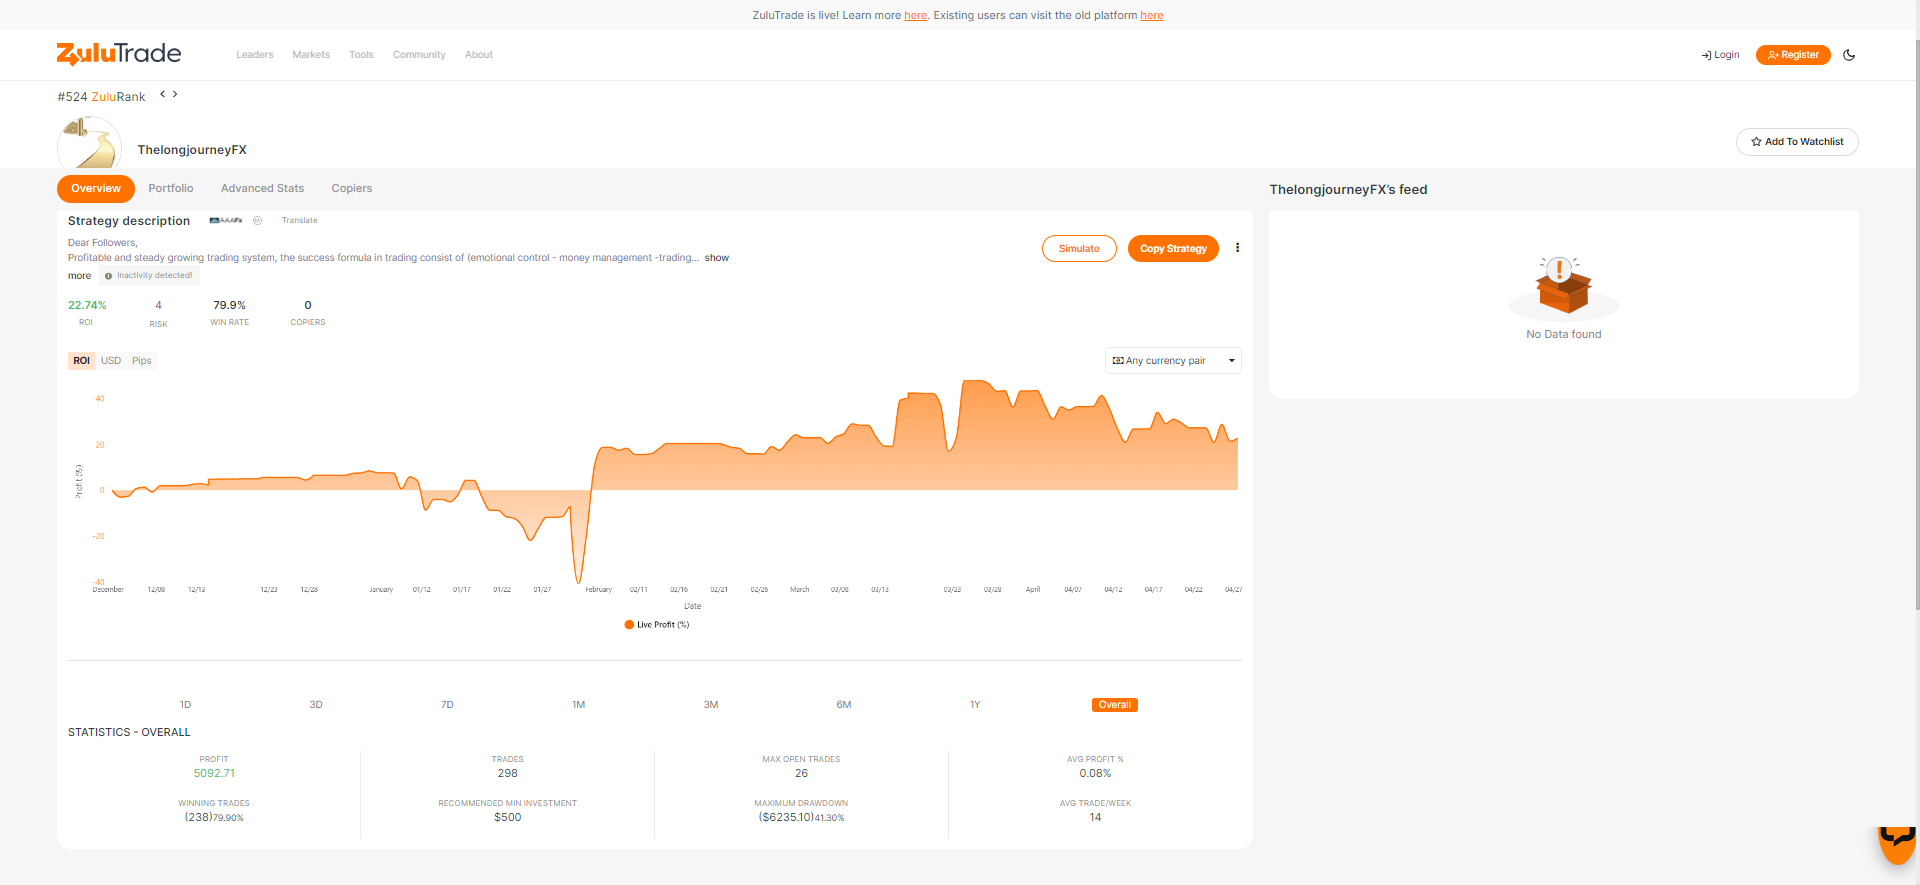 ZuluTrade is live! Learn more here. Existing users can visit the old platform here
ZuluTrade
Leaders Markets Tools Community About
Login Register
#524 ZuluRank
ThelongjourneyFX
Add To Watchlist
Overview Portfolio Advanced Stats Copiers
ThelongjourneyFX's feed
Strategy description AAAFx Translate
Dear Followers,
Profitable and steady growing trading system, the success formula in trading consist of (emotional control - money management -trading... show
more Inactivity detected!
Simulate Copy Strategy
22.74% 4 79.9% 0
ROI RISK WIN RATE COPIERS
No Data found
ROI USD Pips
Any currency pair
40
20
0
-20
-40
Profit (%)
December 12/08 12/13 12/23 12/28 January 01/12 01/17 01/22 01/27 February 02/11 02/16 02/21 02/26 March 03/08 03/13 03/23 03/28 April 04/07 04/12 04/17 04/22 04/27
Date
Live Profit (%)
1D 3D 7D 1M 3M 6M 1Y Overall
STATISTICS - OVERALL
PROFIT TRADES MAX OPEN TRADES AVG PROFIT %
5092.71 298 26 0.08%
WINNING TRADES RECOMMENDED MIN INVESTMENT MAXIMUM DRAWDOWN AVG TRADE/WEEK
(238)79.90% $500 ($6235.10)41.30% 14